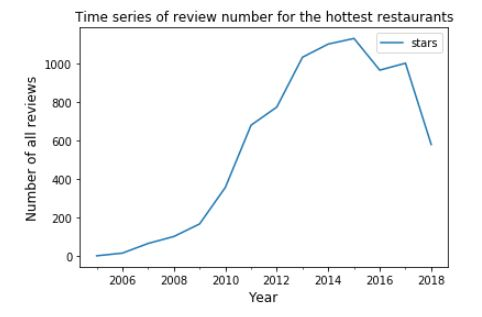 Time series of review number for the hottest restaurants
stars
Number of all reviews
1000
800
600
400
200
0
2006 2008 2010 2012 2014 2016 2018
Year